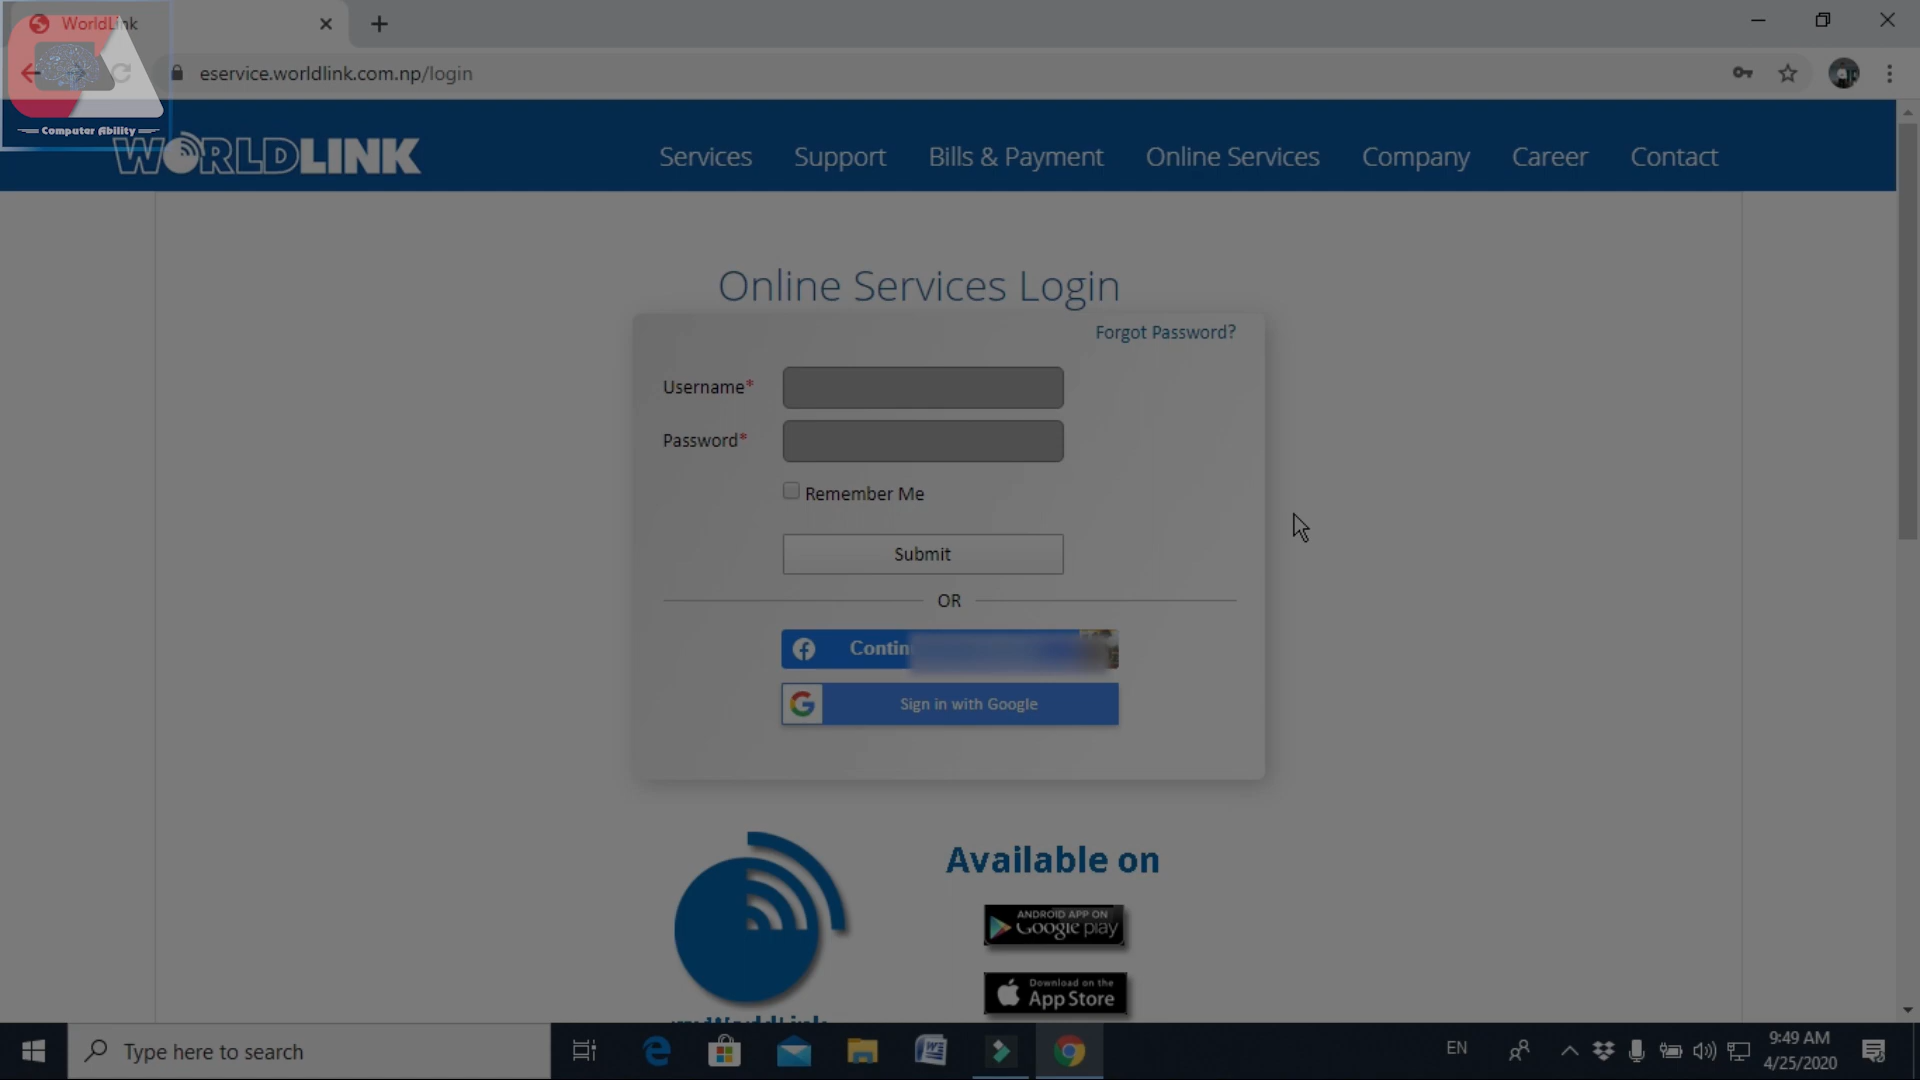 WorldLink
eservice.worldlink.com.np/login
Computer Ability
WORLDLINK
Services Support Bills & Payment Online Services Company Career Contact
Online Services Login
Forgot Password?
Username*
Password*
Remember Me
Submit
OR
Sign in with Google
Available on
ANDROID APP ON
Google play
Download on the
App Store
myWorldLink
Type here to search
EN
9:49 AM
4/25/2020